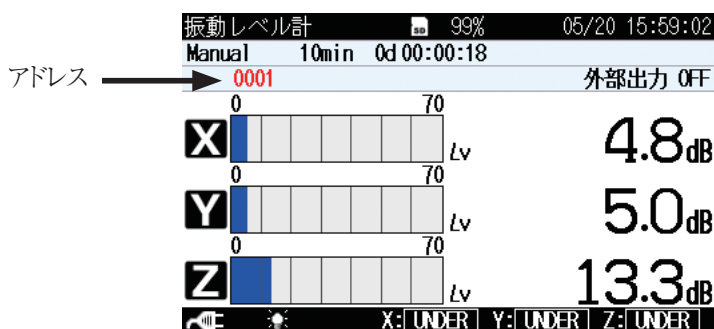 振動レベル計 SD 99% 05/20 15:59:02
Manual 10min 0d 00:00:18
アドレス 0001 外部出力 OFF
0 70
X Lv 4.8dB
0 70
Y Lv 5.0dB
0 70
Z Lv 13.3dB
X: UNDER Y: UNDER Z: UNDER